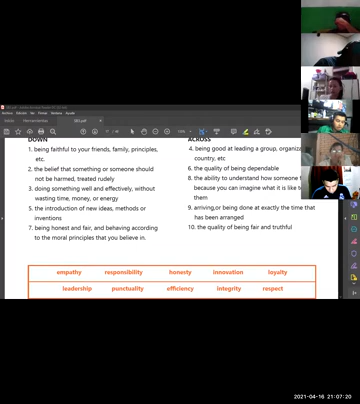 DOWN
1. being faithful to your friends, family, principles,
etc.
2. the belief that something or someone should
not be harmed, treated rudely
3. doing something well and effectively, without
wasting time, money, or energy
5. the introduction of new ideas, methods or
inventions
7. being honest and fair, and behaving according
to the moral principles that you believe in.
ACROSS
4. being good at leading a group, organiza
country, etc
6. the quality of being dependable
8. the ability to understand how someone f
because you can imagine what it is like t
them
9. arriving,or being done at exactly the time that
has been arranged
10. the quality of being fair and truthful
empathy responsibility honesty innovation loyalty
leadership punctuality efficiency integrity respect
2021-04-16 21:07:20